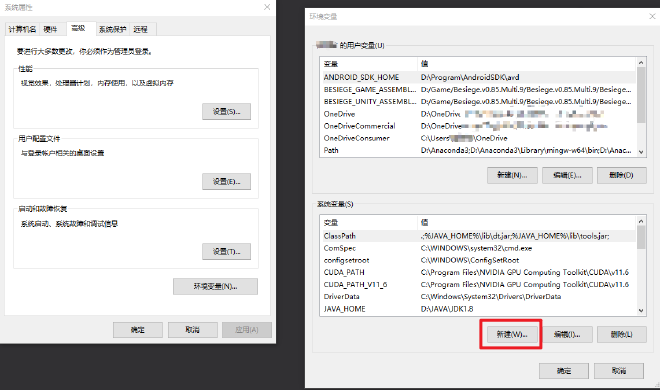 系统属性
计算机名 硬件 高级 系统保护 远程
要进行大多数更改，你必须作为管理员登录。
性能
视觉效果，处理器计划，内存使用，以及虚拟内存
设置(S)...
用户配置文件
与登录帐户相关的桌面设置
设置(E)...
启动和故障恢复
系统启动、系统故障和调试信息
设置(T)...
环境变量(N)...
确定 取消 应用(A)
环境变量
的用户变量(U)
变量 值
ANDROID_SDK_HOME D:\Program\AndroidSDK\avd
BESIEGE_GAME_ASSEMBL... D:/Game/Besiege.v0.85.Multi.9/Besiege.v0.85.Multi.9/Besiege...
BESIEGE_UNITY_ASSEMBL... D:/Game/Besiege.v0.85.Multi.9/Besiege.v0.85.Multi.9/Besiege...
OneDrive D:\OneDrive
OneDriveCommercial D:\OneDrive
OneDriveConsumer C:\Users\ \OneDrive
Path D:\Anaconda3;D:\Anaconda3\Library\mingw-w64\bin;D:\Anac...
新建(N)... 编辑(E)... 删除(D)
系统变量(S)
变量 值
ClassPath .;%JAVA_HOME%\lib\dt.jar;%JAVA_HOME%\lib\tools.jar;
ComSpec C:\WINDOWS\system32\cmd.exe
configsetroot C:\WINDOWS\ConfigSetRoot
CUDA_PATH C:\Program Files\NVIDIA GPU Computing Toolkit\CUDA\v11.6
CUDA_PATH_V11_6 C:\Program Files\NVIDIA GPU Computing Toolkit\CUDA\v11.6
DriverData C:\Windows\System32\Drivers\DriverData
JAVA_HOME D:\JAVA\JDK1.8
新建(W)... 编辑(I)... 删除(L)
确定 取消